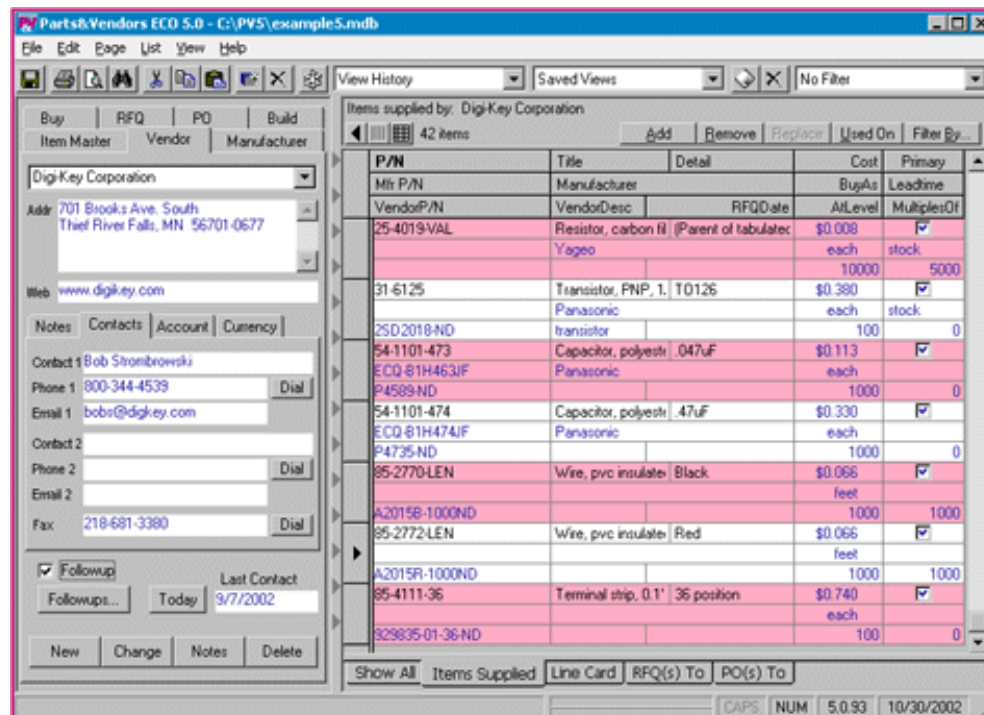 Parts&Vendors ECO 5.0 - C:\PV5\example5.mdb
File Edit Page List View Help
View History Saved Views No Filter
Buy RFQ PO Build
Item Master Vendor Manufacturer
Digi-Key Corporation
Addr 701 Brooks Ave. South
Thief River Falls, MN 56701-0677
Web www.digikey.com
Notes Contacts Account Currency
Contact 1 Bob Strombrowski
Phone 1 800-344-4539 Dial
Email 1 bobs@digkey.com
Contact 2
Phone 2 Dial
Email 2
Fax 218-681-3380 Dial
Followup
Last Contact
Followups... Today 9/7/2002
New Change Notes Delete
Items supplied by: Digi-Key Corporation
42 items Add Remove Replace Used On Filter By...
P/N Title Detail Cost Primary
Mfr P/N Manufacturer BuyAs Leadtime
VendorP/N VendorDesc RFQDate AtLevel MultiplesOf
25-4019-VAL Resistor, carbon fil (Parent of tabulatec $0.008
Yageo each stock
10000 5000
31-6125 Transistor, PNP, 1. TO126 $0.380
Panasonic each stock
2SD2018-ND transistor 100 0
54-1101-473 Capacitor, polyeste .047uF $0.113
ECQ-B1H463JF Panasonic each
P4589-ND 1000 0
54-1101-474 Capacitor, polyeste .47uF $0.330
ECQ-B1H474JF Panasonic each
P4735-ND 1000 0
85-2770-LEN Wire, pvc insulate Black $0.066
feet
A2015B-1000ND 1000 1000
85-2772-LEN Wire, pvc insulate Red $0.066
feet
A2015R-1000ND 1000 1000
85-4111-36 Terminal strip, 0.1" 36 position $0.740
each
929835-01-36-ND 100 0
Show All Items Supplied Line Card RFQ(s) To PO(s) To
CAPS NUM 5.0.93 10/30/2002